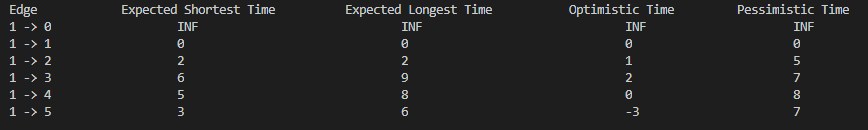 Edge Expected Shortest Time Expected Longest Time Optimistic Time Pessimistic Time
1 -> 0 INF INF INF INF
1 -> 1 0 0 0 0
1 -> 2 2 2 1 5
1 -> 3 6 9 2 7
1 -> 4 5 8 0 8
1 -> 5 3 6 -3 7